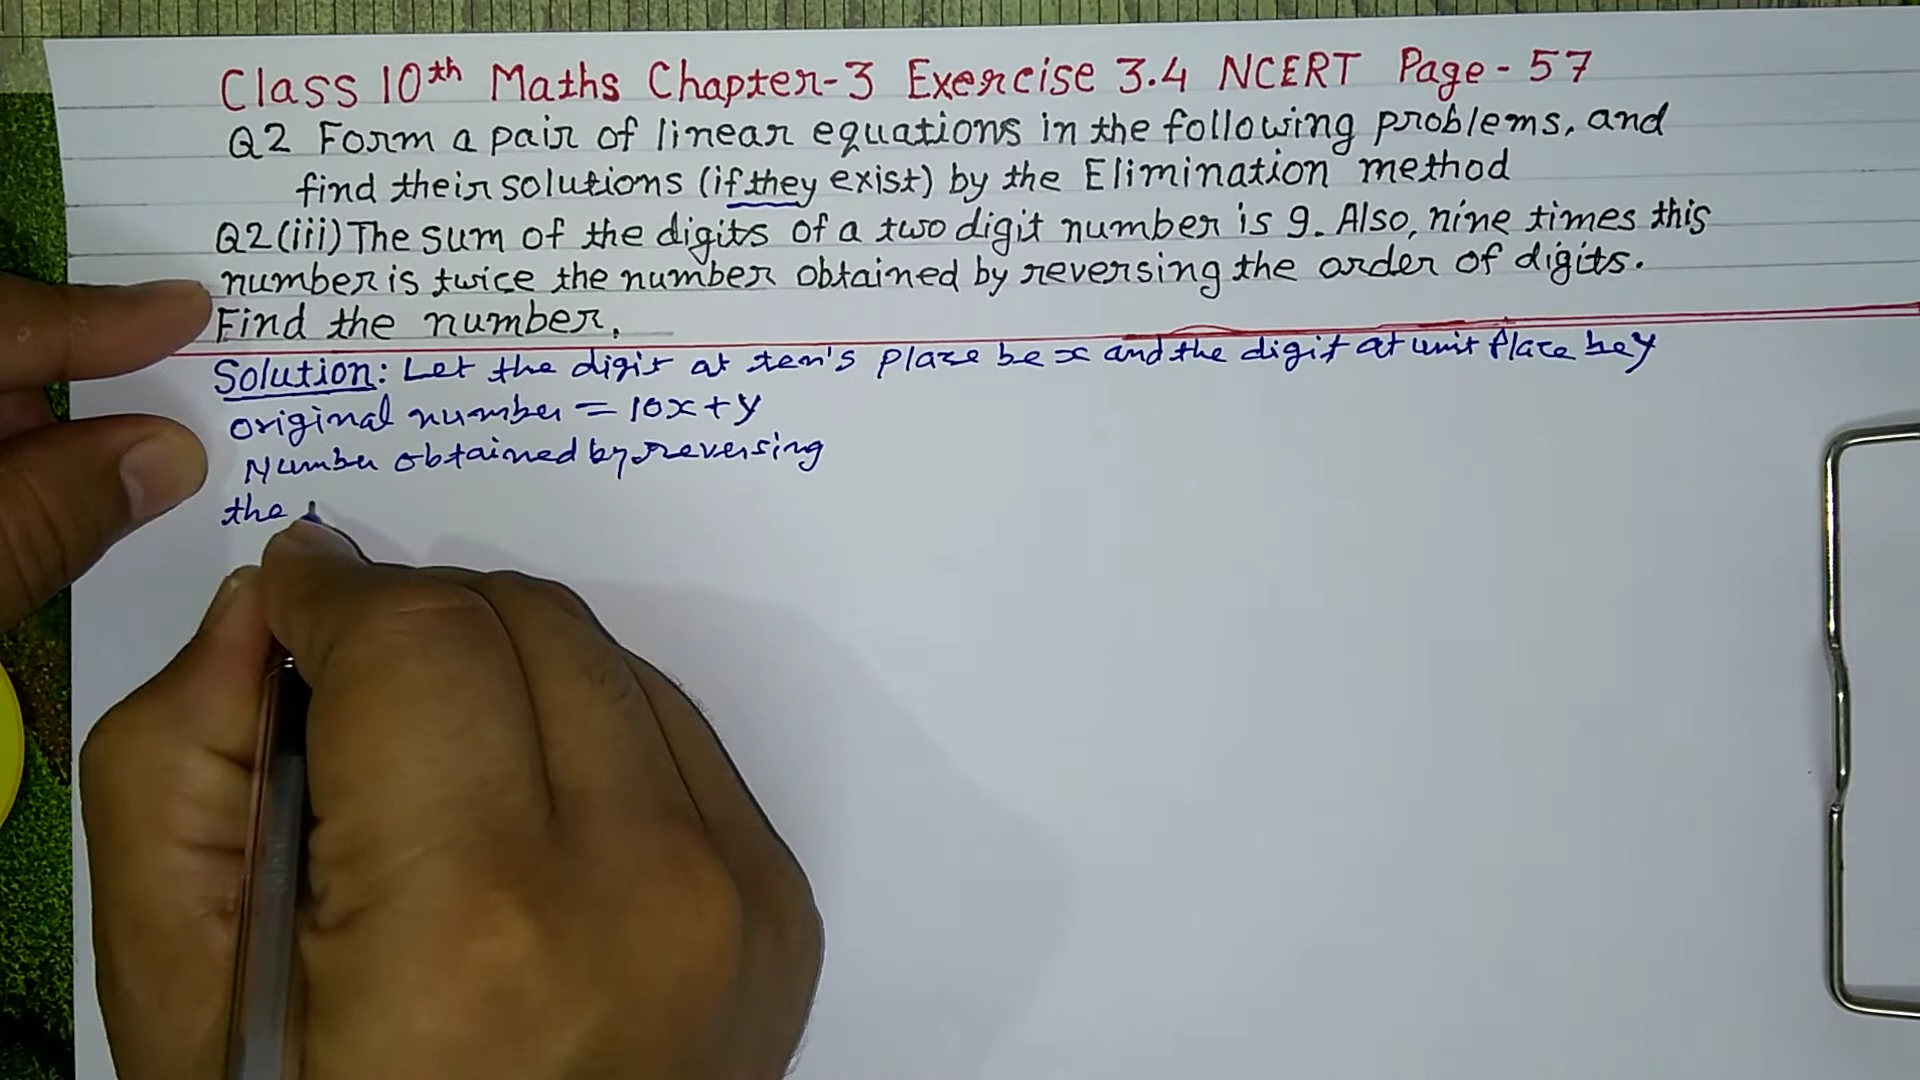 Class 10th Maths Chapter-3 Exercise 3.4 NCERT Page-57
Q2 Form a pair of linear equations in the following problems, and
find their solutions (if they exist) by the Elimination method
Q2(iii) The sum of the digits of a two digit number is 9. Also, nine times this
number is twice the number obtained by reversing the order of digits.
Find the number.
Solution: Let the digit at ten's place be x and the digit at unit place be y
original number = 10x+y
Number obtained by reversing
the